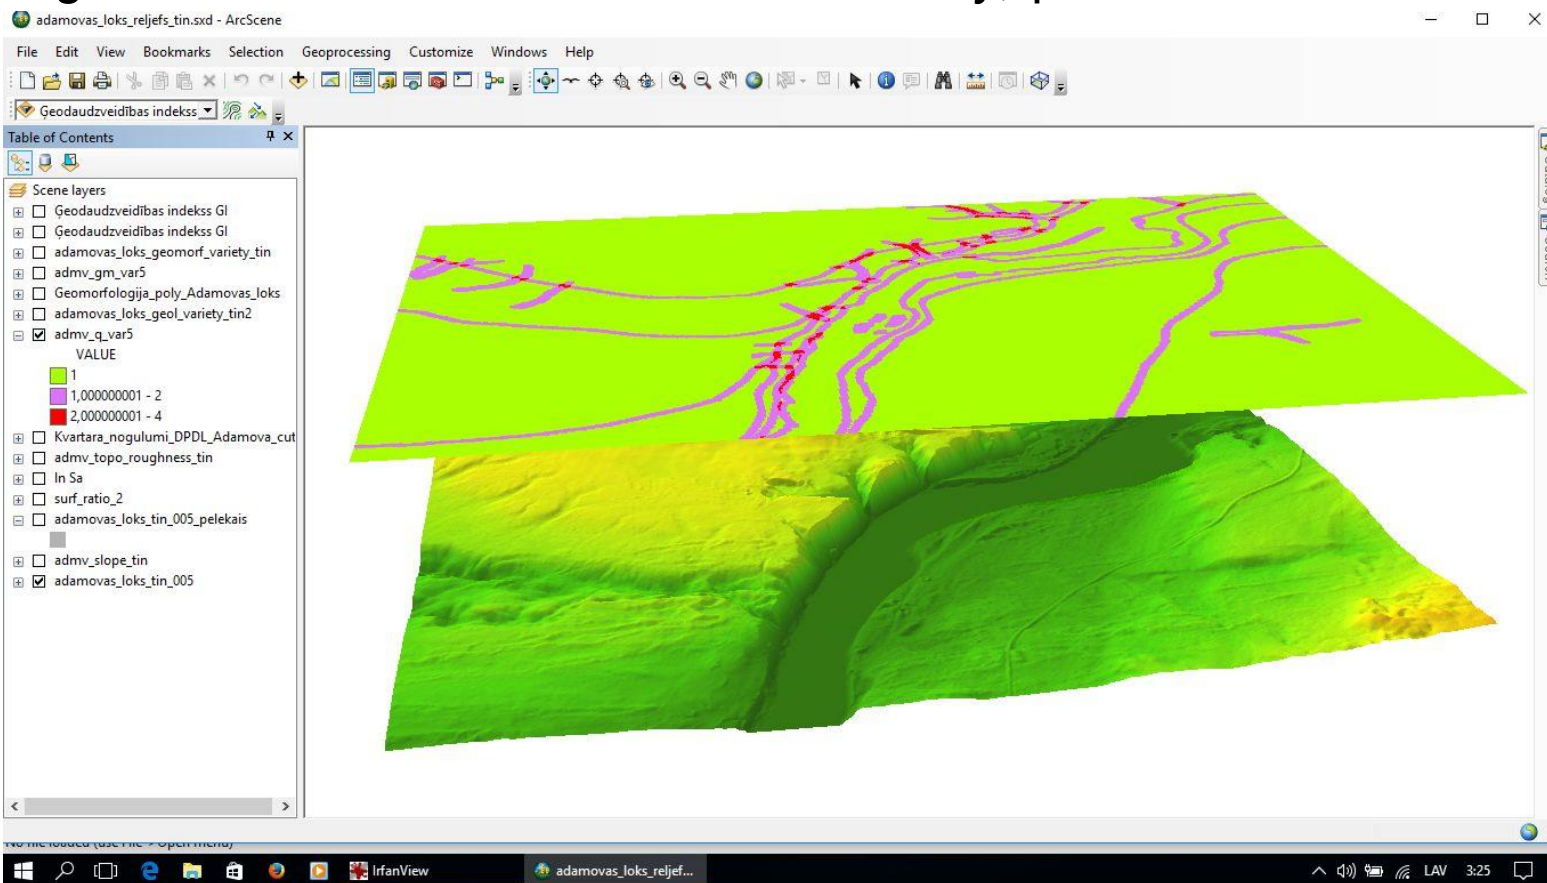 adamovas_loks_reljefs_tin.sxd - ArcScene
File Edit View Bookmarks Selection Geoprocessing Customize Windows Help
Ģeodaudzveidības indekss
Table of Contents
Scene layers
Ģeodaudzveidības indekss GI
Ģeodaudzveidības indekss GI
adamovas_loks_geomorf_variety_tin
admv_gm_var5
Geomorfologija_poly_Adamovas_loks
adamovas_loks_geol_variety_tin2
admv_q_var5
VALUE
1
1,000000001 - 2
2,000000001 - 4
Kvartara_nogulumi_DPDL_Adamova_cut
admv_topo_roughness_tin
In Sa
surf_ratio_2
adamovas_loks_tin_005_pelekais
admv_slope_tin
adamovas_loks_tin_005
IrfanView
adamovas_loks_reljef...
LAV
3:25